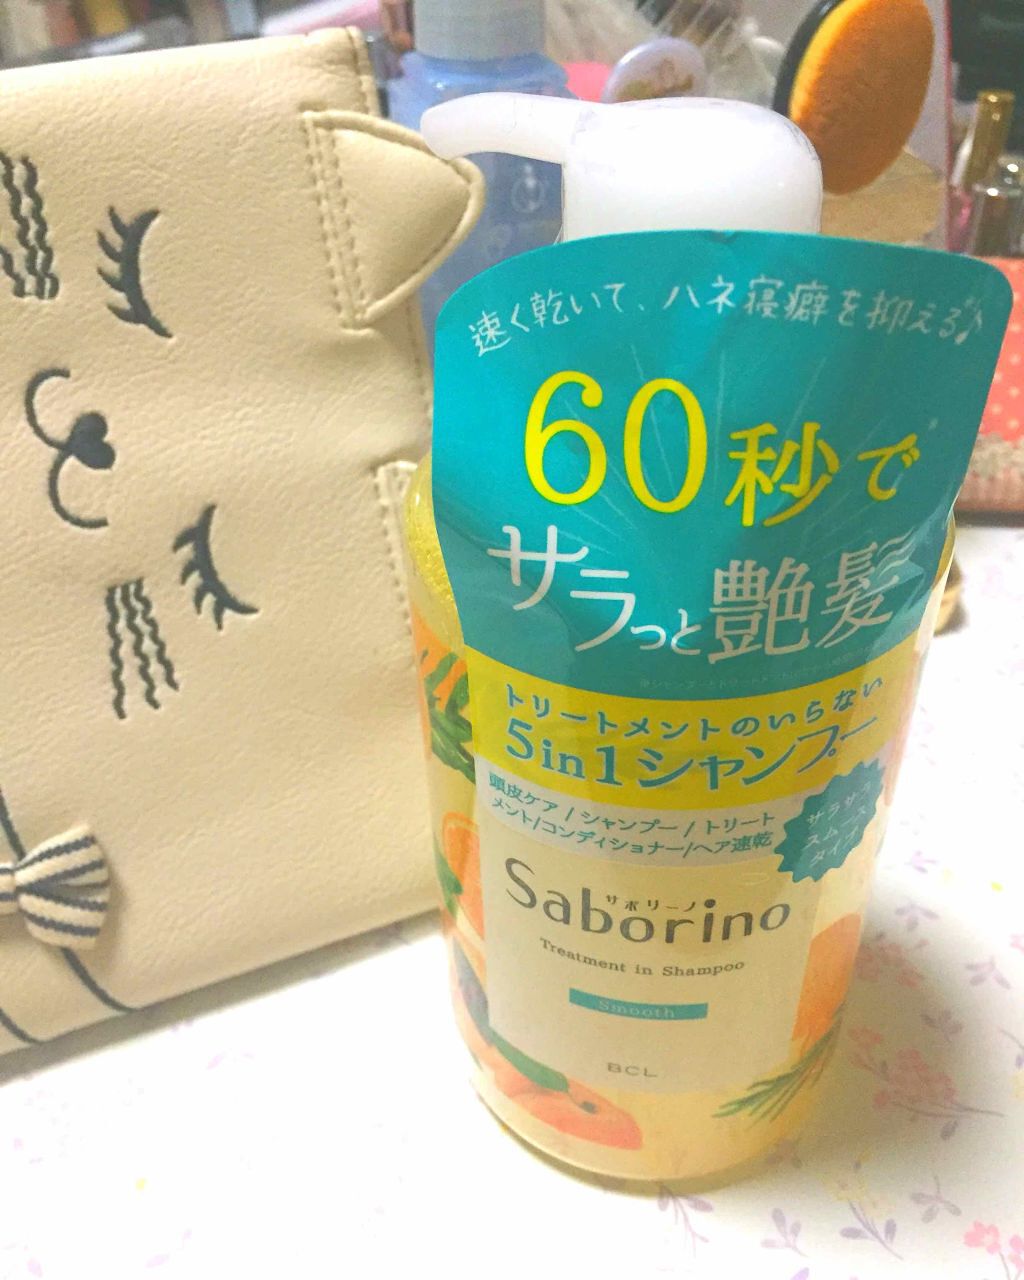 速く乾いて、ハネ寝癖を抑える♪
60秒で
サラっと艶髪
トリートメントのいらない
5in1シャンプー
頭皮ケア/シャンプー/トリート
メント/コンディショナー/ヘア速乾
サラサラ
スムース
タイプ
サボリーノ
Saborino
Treatment in Shampoo
Smooth
BCL